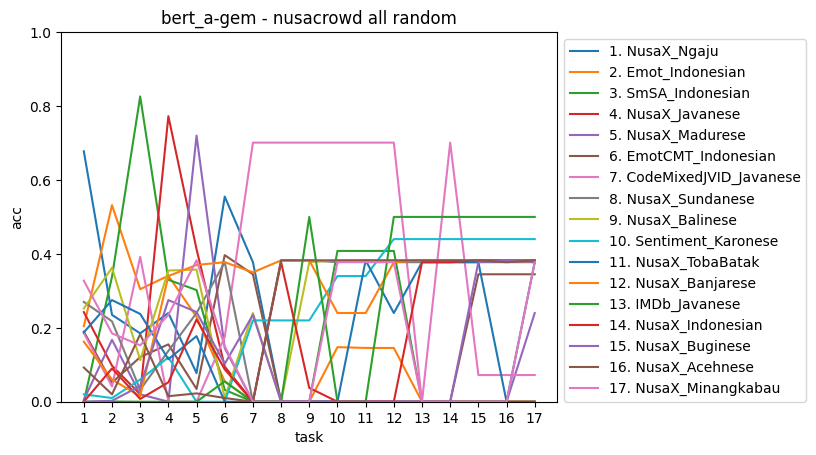 bert_a-gem - nusacrowd all random
1.0
0.8
0.6
0.4
0.2
0.0
acc
1 2 3 4 5 6 7 8 9 10 11 12 13 14 15 16 17
task
1. NusaX_Ngaju
2. Emot_Indonesian
3. SmSA_Indonesian
4. NusaX_Javanese
5. NusaX_Madurese
6. EmotCMT_Indonesian
7. CodeMixedJVID_Javanese
8. NusaX_Sundanese
9. NusaX_Balinese
10. Sentiment_Karonese
11. NusaX_TobaBatak
12. NusaX_Banjarese
13. IMDb_Javanese
14. NusaX_Indonesian
15. NusaX_Buginese
16. NusaX_Acehnese
17. NusaX_Minangkabau